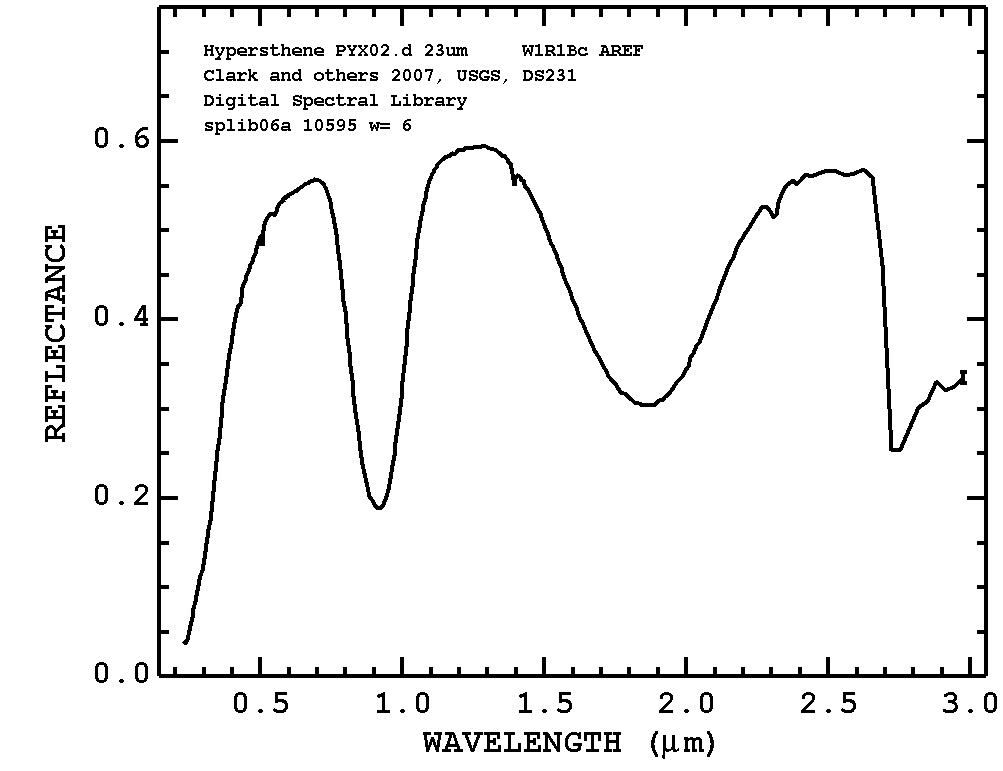 Hypersthene PYX02.d 23um W1R1Bc AREF
Clark and others 2007, USGS, DS231
Digital Spectral Library
splib06a 10595 w= 6
REFLECTANCE
0.6
0.4
0.2
0.0
0.5 1.0 1.5 2.0 2.5 3.0
WAVELENGTH (μm)